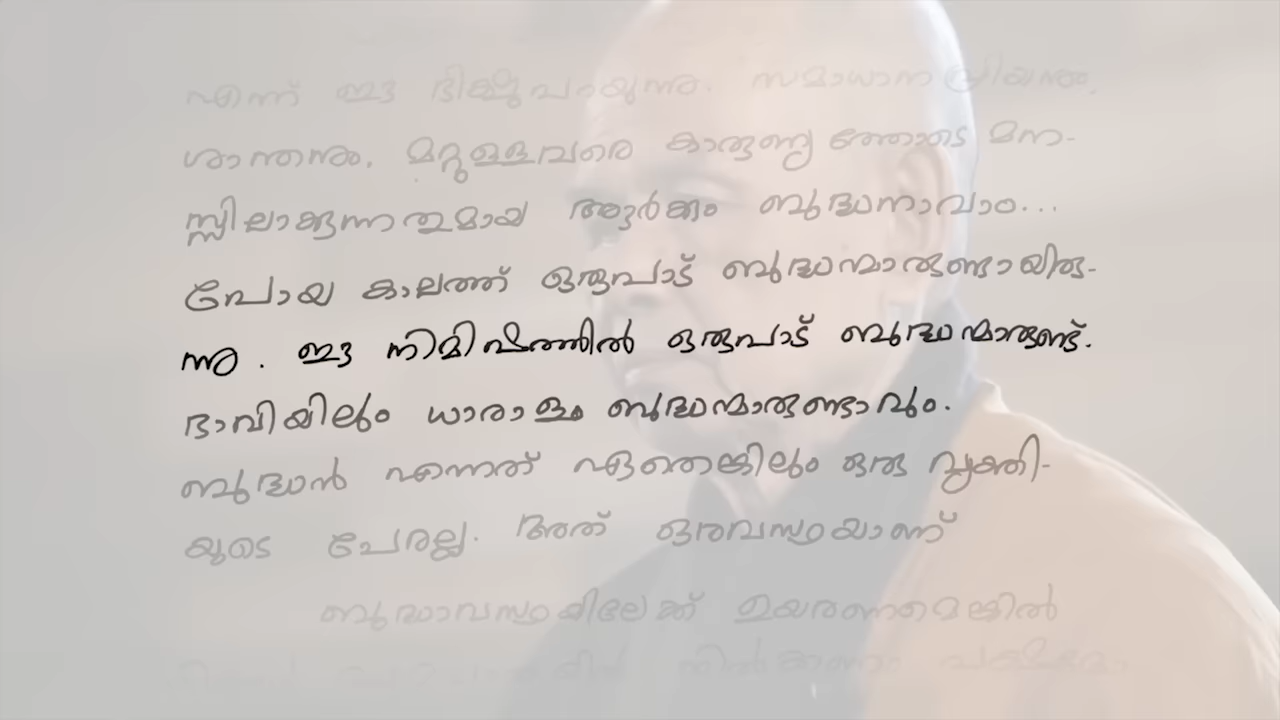 എന്ന് ഈ ഭിക്ഷു പറയുന്നു. സമാധാനപ്രിയനും,
ശാന്തനും, മറ്റുള്ളവരെ കാരുണ്യത്തോടെ മന-
സ്സിലാക്കുന്നതുമായ ആർക്കും ബുദ്ധനാവാം...
പോയ കാലത്ത് ഒരുപാട് ബുദ്ധന്മാരുണ്ടായിരു-
ന്നു. ഈ നിമിഷത്തിൽ ഒരുപാട് ബുദ്ധന്മാരുണ്ട്.
ഭാവിയിലും ധാരാളം ബുദ്ധന്മാരുണ്ടാവും.
ബുദ്ധൻ എന്നത് ഏതെങ്കിലും ഒരു വ്യക്തി-
യുടെ പേരല്ല. അത് ഒരവസ്ഥയാണ്
ബുദ്ധാവസ്ഥയിലേക്ക് ഉയരണമെങ്കിൽ